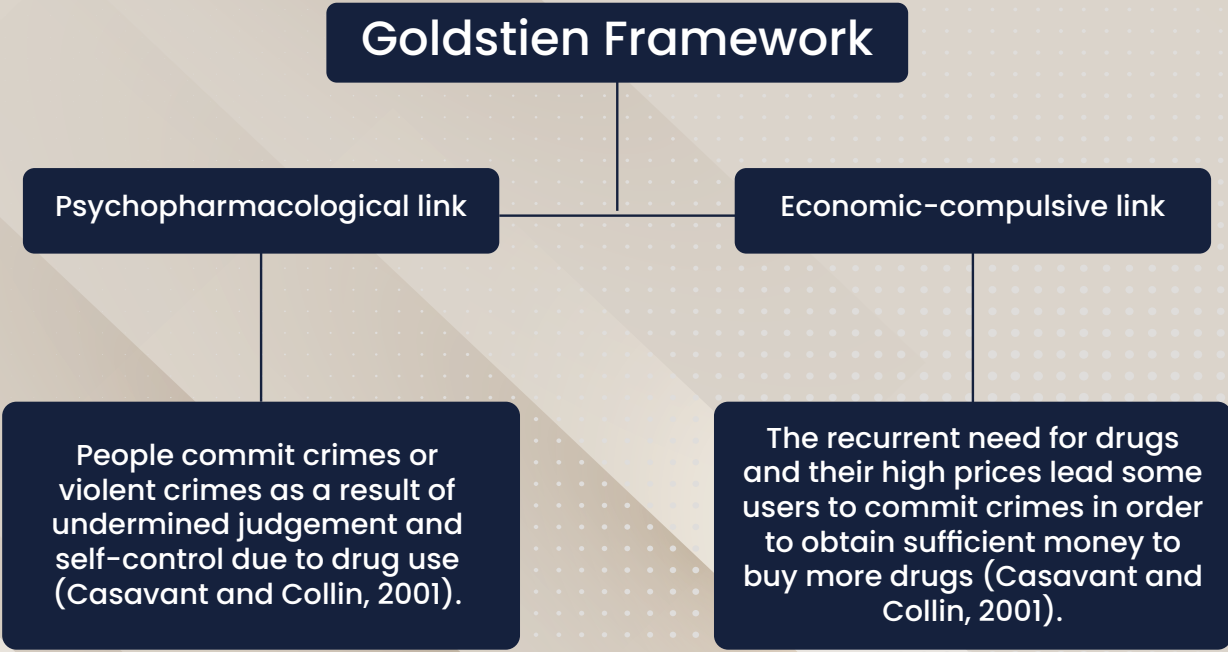 Goldstien Framework
Psychopharmacological link
Economic-compulsive link
People commit crimes or
violent crimes as a result of
undermined judgement and
self-control due to drug use
(Casavant and Collin, 2001).
The recurrent need for drugs
and their high prices lead some
users to commit crimes in order
to obtain sufficient money to
buy more drugs (Casavant and
Collin, 2001).